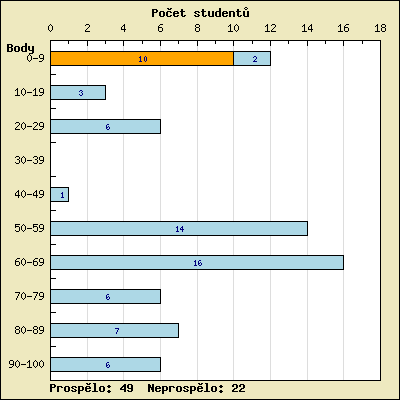 Počet studentů
0 2 4 6 8 10 12 14 16 18
Body
0-9 10 2
10-19 3
20-29 6
30-39
40-49 1
50-59 14
60-69 16
70-79 6
80-89 7
90-100 6
Prospělo: 49 Neprospělo: 22